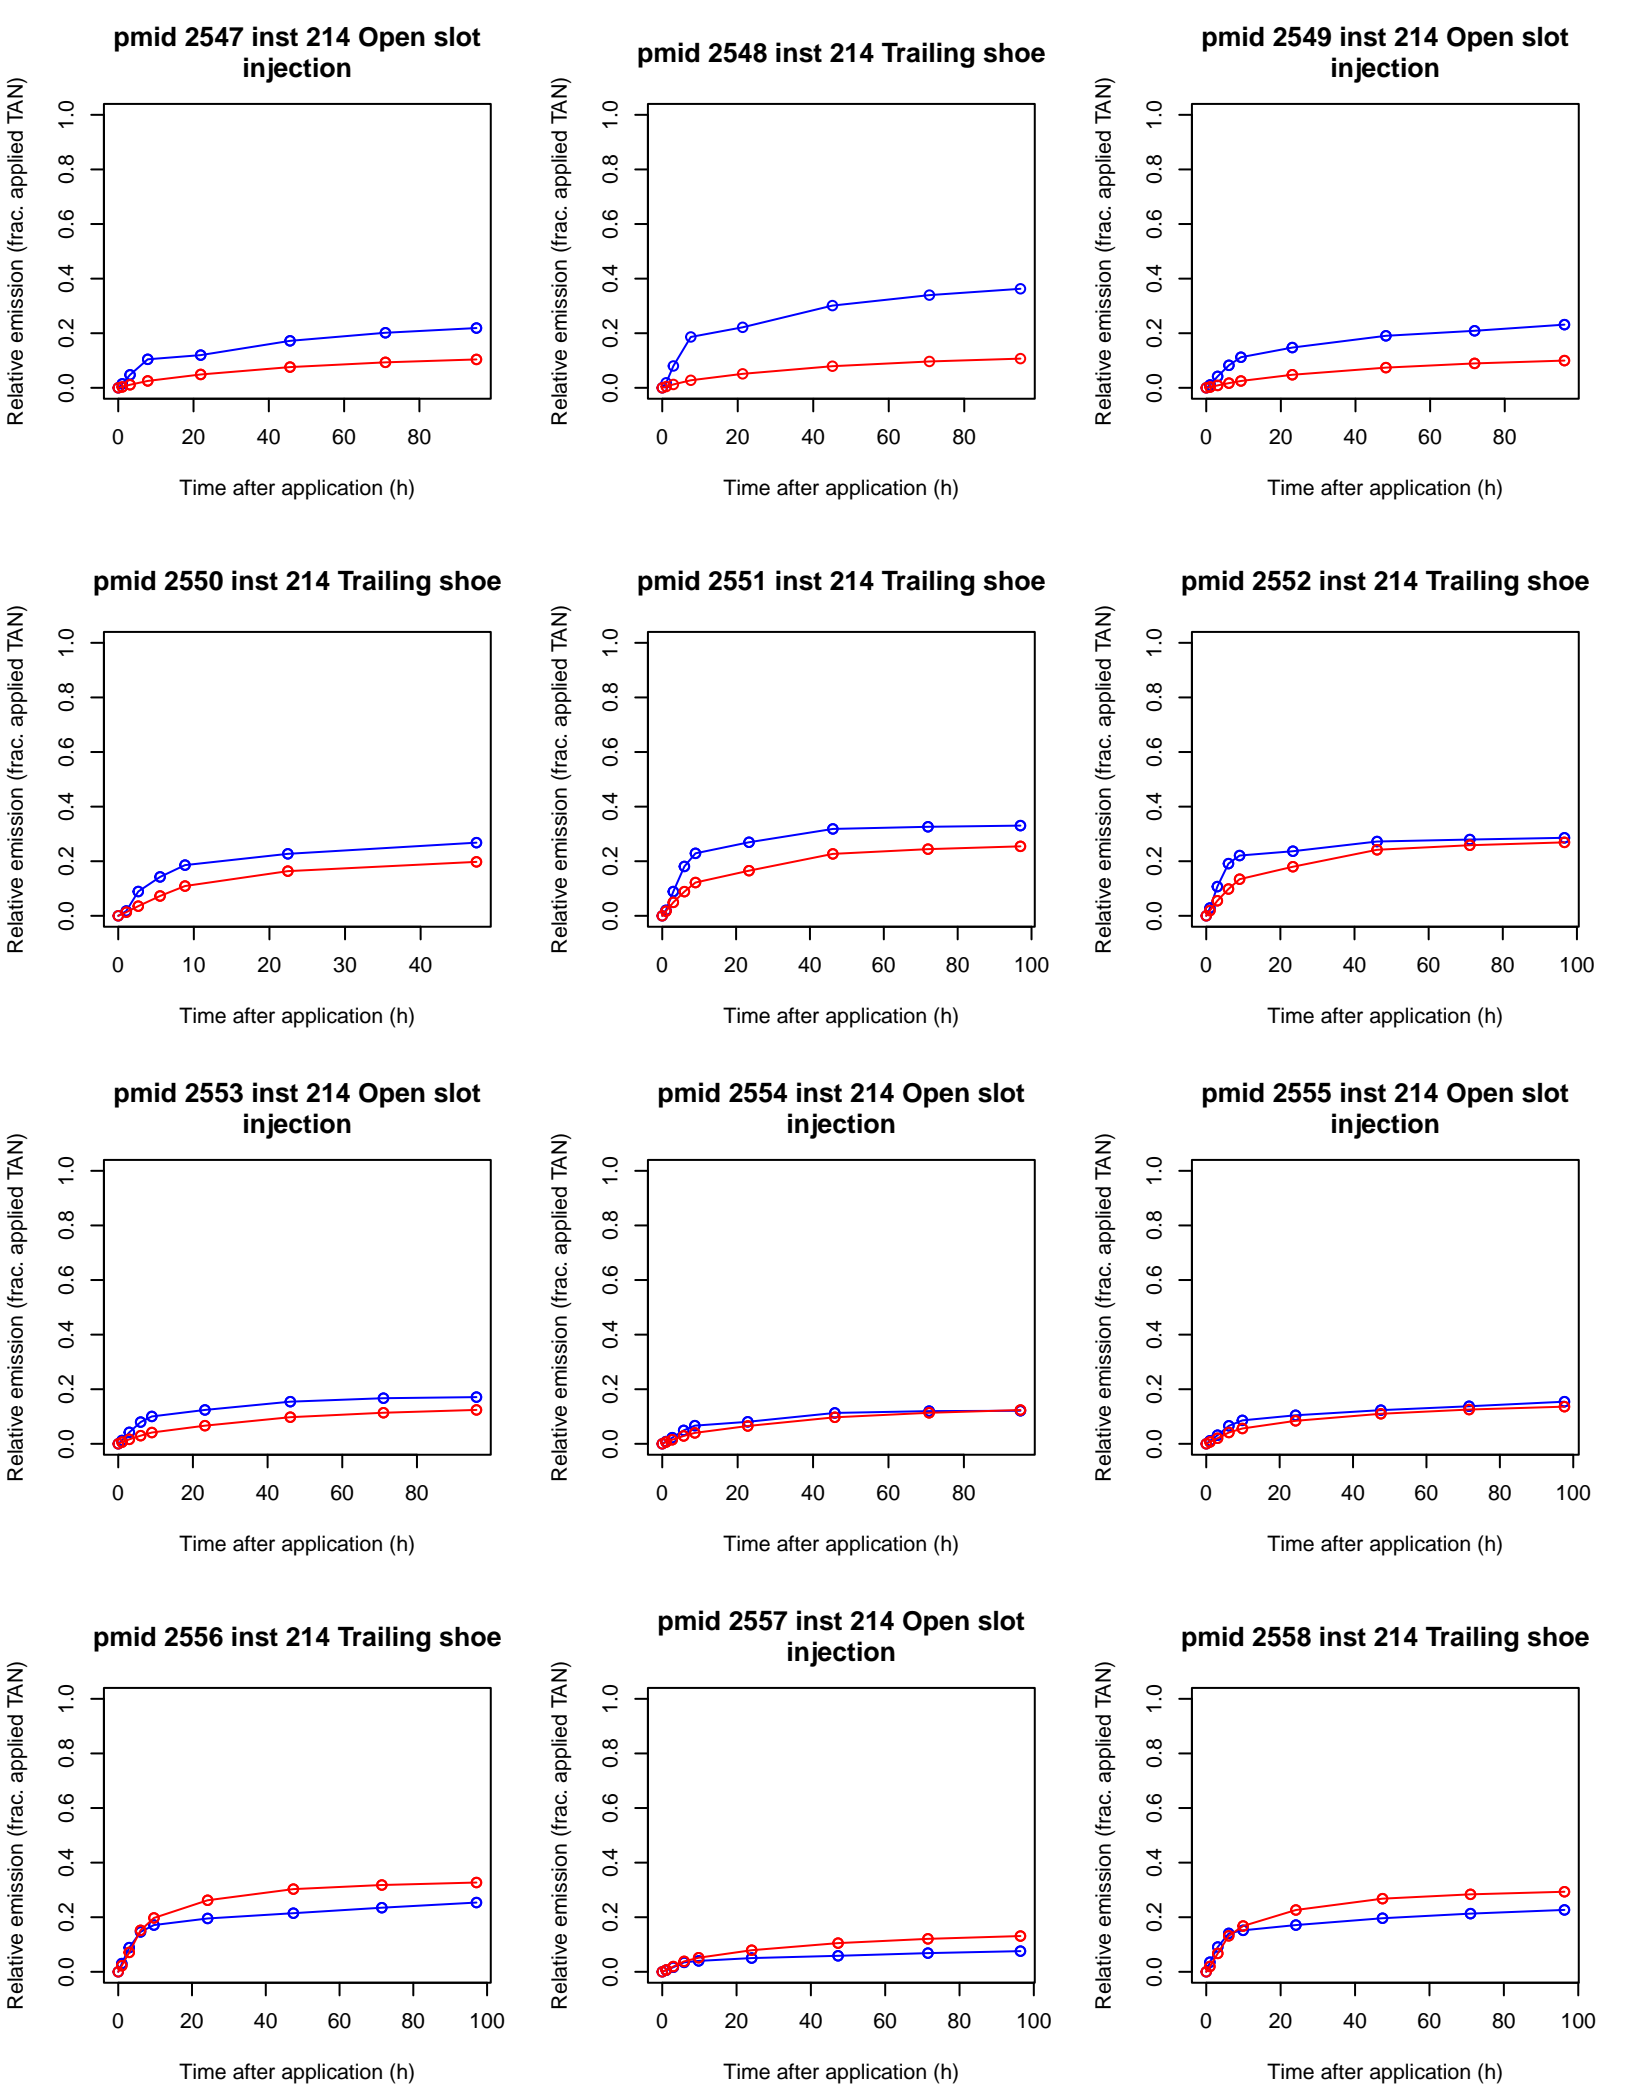 pmid 2547 inst 214 Open slot
injection
Relative emission (frac. applied TAN)
0.0 0.2 0.4 0.6 0.8 1.0
0 20 40 60 80
Time after application (h)
pmid 2548 inst 214 Trailing shoe
Relative emission (frac. applied TAN)
0.0 0.2 0.4 0.6 0.8 1.0
0 20 40 60 80
Time after application (h)
pmid 2549 inst 214 Open slot
injection
Relative emission (frac. applied TAN)
0.0 0.2 0.4 0.6 0.8 1.0
0 20 40 60 80
Time after application (h)
pmid 2550 inst 214 Trailing shoe
Relative emission (frac. applied TAN)
0.0 0.2 0.4 0.6 0.8 1.0
0 10 20 30 40
Time after application (h)
pmid 2551 inst 214 Trailing shoe
Relative emission (frac. applied TAN)
0.0 0.2 0.4 0.6 0.8 1.0
0 20 40 60 80 100
Time after application (h)
pmid 2552 inst 214 Trailing shoe
Relative emission (frac. applied TAN)
0.0 0.2 0.4 0.6 0.8 1.0
0 20 40 60 80 100
Time after application (h)
pmid 2553 inst 214 Open slot
injection
Relative emission (frac. applied TAN)
0.0 0.2 0.4 0.6 0.8 1.0
0 20 40 60 80
Time after application (h)
pmid 2554 inst 214 Open slot
injection
Relative emission (frac. applied TAN)
0.0 0.2 0.4 0.6 0.8 1.0
0 20 40 60 80
Time after application (h)
pmid 2555 inst 214 Open slot
injection
Relative emission (frac. applied TAN)
0.0 0.2 0.4 0.6 0.8 1.0
0 20 40 60 80 100
Time after application (h)
pmid 2556 inst 214 Trailing shoe
Relative emission (frac. applied TAN)
0.0 0.2 0.4 0.6 0.8 1.0
0 20 40 60 80 100
Time after application (h)
pmid 2557 inst 214 Open slot
injection
Relative emission (frac. applied TAN)
0.0 0.2 0.4 0.6 0.8 1.0
0 20 40 60 80 100
Time after application (h)
pmid 2558 inst 214 Trailing shoe
Relative emission (frac. applied TAN)
0.0 0.2 0.4 0.6 0.8 1.0
0 20 40 60 80 100
Time after application (h)